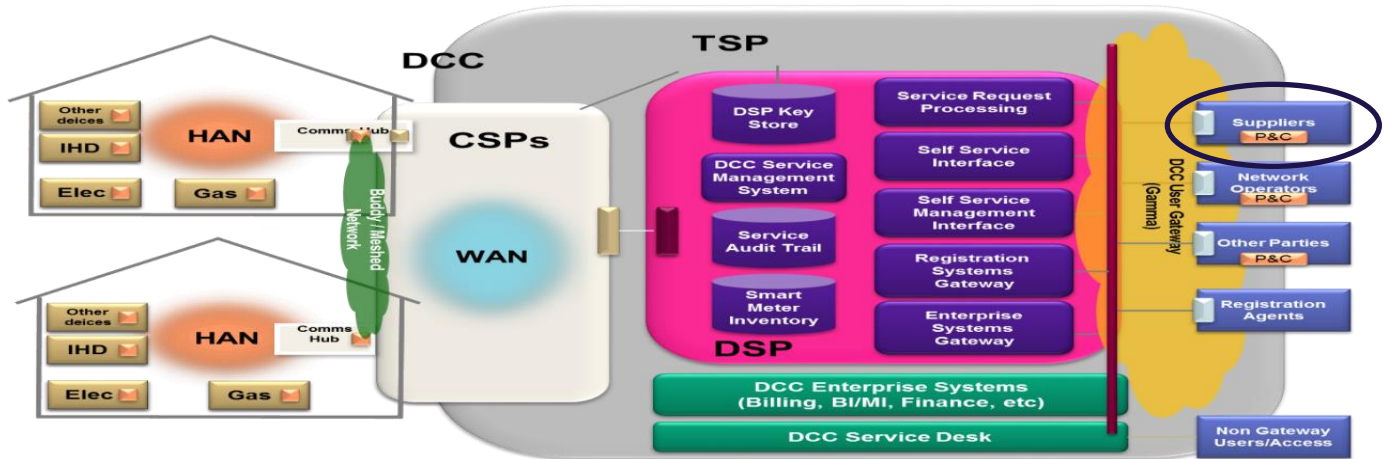 DCC
TSP
Other
deices
IHD
Elec
HAN
Gas
Comms Hub
Buddy / Meshed
Network
Other
deices
IHD
Elec
HAN
Gas
Comms
Hub
CSPs
WAN
DSP Key
Store
DCC Service
Management
System
Service
Audit Trail
Smart
Meter
Inventory
DSP
Service Request
Processing
Self Service
Interface
Self Service
Management
Interface
Registration
Systems
Gateway
Enterprise
Systems
Gateway
DCC Enterprise Systems
(Billing, BI/MI, Finance, etc)
DCC Service Desk
DCC User Gateway
(Gamma)
Suppliers
P&C
Network
Operators
P&C
Other Parties
P&C
Registration
Agents
Non Gateway
Users/Access